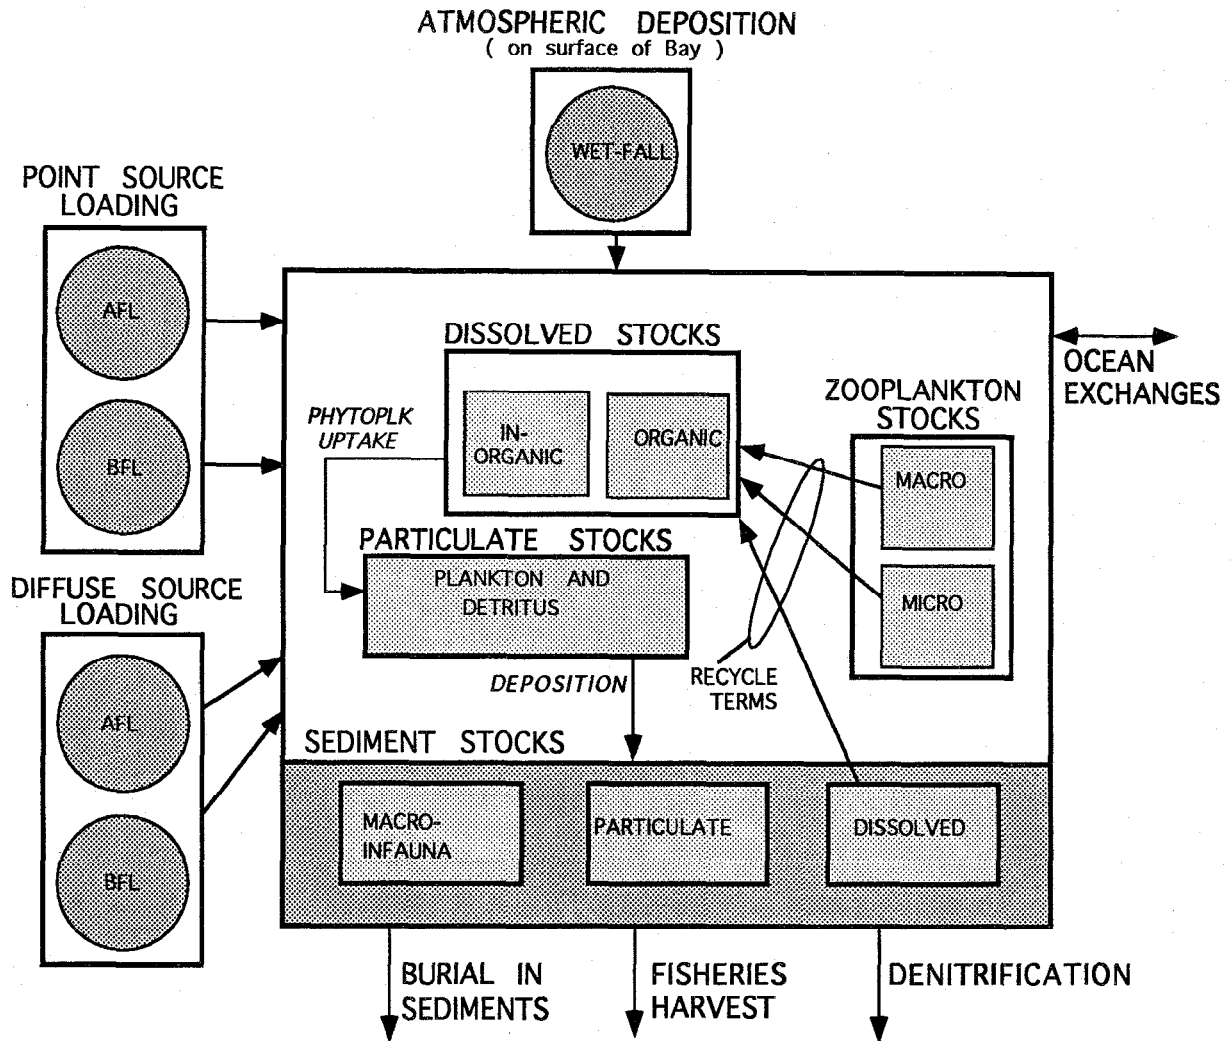 ATMOSPHERIC DEPOSITION
( on surface of Bay )
WET-FALL
POINT SOURCE
LOADING
AFL
BFL
DISSOLVED STOCKS
IN-
ORGANIC
ORGANIC
PHYTOPLK
UPTAKE
OCEAN
EXCHANGES
ZOOPLANKTON
STOCKS
MACRO
MICRO
PARTICULATE STOCKS
PLANKTON AND
DETRITUS
DIFFUSE SOURCE
LOADING
AFL
BFL
DEPOSITION
RECYCLE
TERMS
SEDIMENT STOCKS
MACRO-
INFAUNA
PARTICULATE
DISSOLVED
BURIAL IN
SEDIMENTS
FISHERIES
HARVEST
DENITRIFICATION